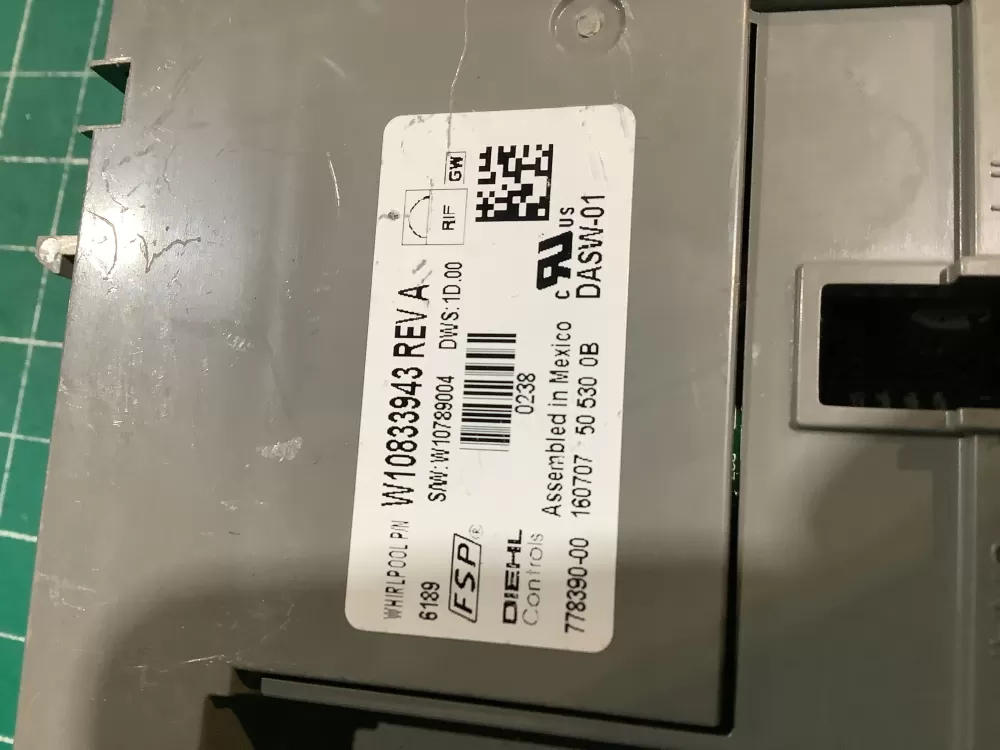 WHIRLPOOL P/N
W10833943 REV A
6189 S/W: W10789004 DWS: 1D.00
RIF
GW
FSP®
0238
DIEHL
Controls
Assembled in Mexico
c RU US
778390-00 160707 50 530 0B DASW-01